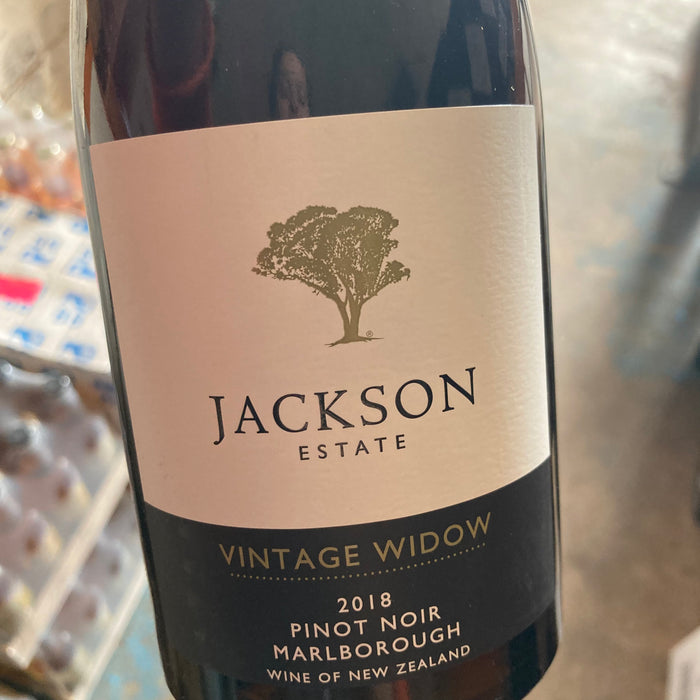 ®
JACKSON
ESTATE
VINTAGE WIDOW
2018
PINOT NOIR
MARLBOROUGH
WINE OF NEW ZEALAND